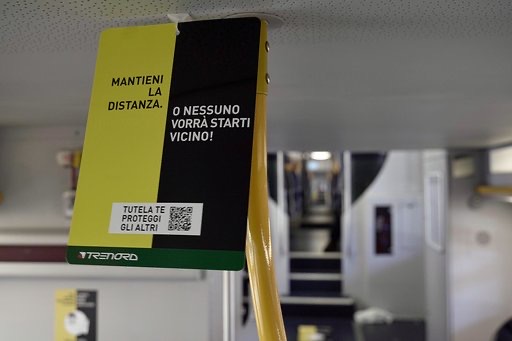 MANTIENI
LA
DISTANZA.
O NESSUNO
VORRÀ STARTI
VICINO!
TUTELA TE
PROTEGGI
GLI ALTRI
TRENORD